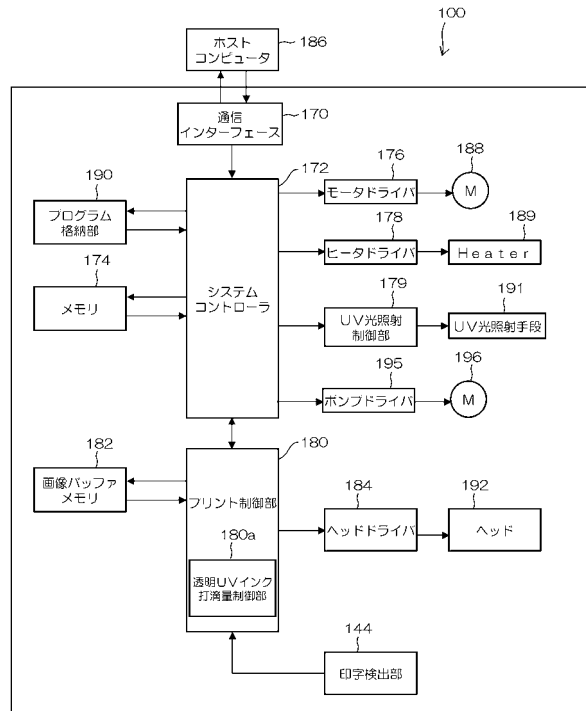 100
ホスト
コンピュータ
186
通信
インターフェース
170
190
172
176
188
プログラム
格納部
モータドライバ
M
178
189
ヒータドライバ
Heater
174
メモリ
システム
コントローラ
179
191
UV光照射
制御部
UV光照射手段
195
196
ポンプドライバ
M
182
180
画像バッファ
メモリ
プリント制御部
184
192
ヘッドドライバ
ヘッド
180a
透明UVインク
打滴量制御部
144
印字検出部